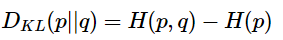 D_{KL}(p||q) = H(p, q) − H(p)